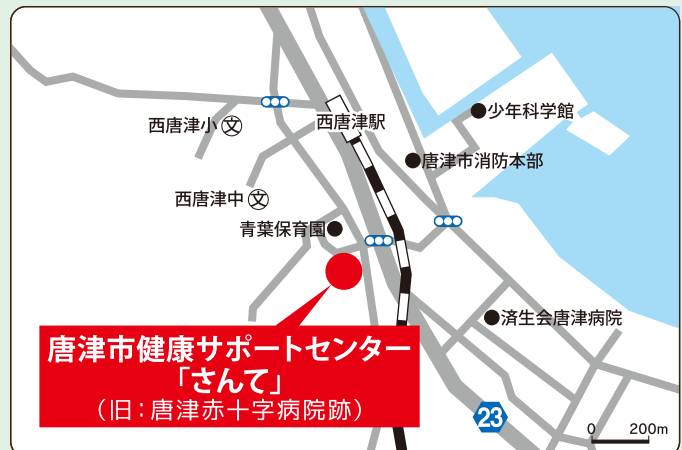 少年科学館
西唐津駅
西唐津小
文
唐津市消防本部
西唐津中
文
青葉保育園
済生会唐津病院
唐津市健康サポートセンター
「さんて」
（旧：唐津赤十字病院跡）
23
0 200m